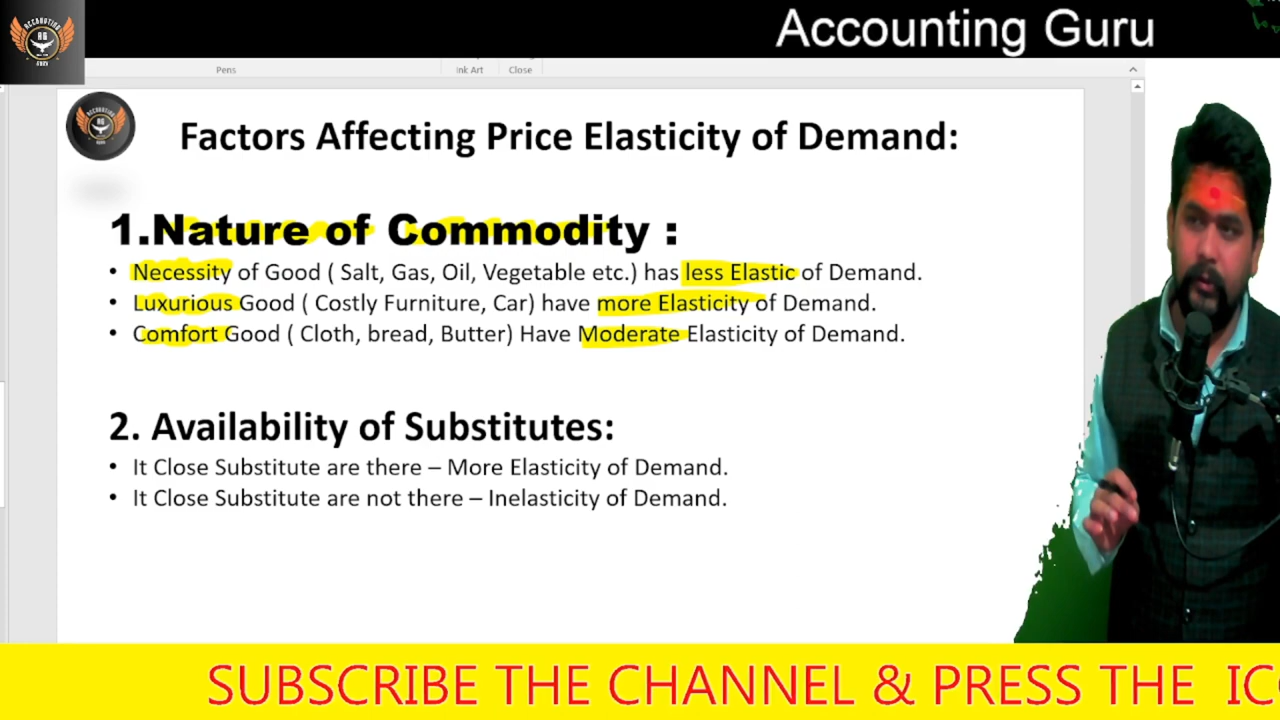 Accounting Guru
ACCOUNTING
AG
GURU
Pens
Ink Art
Close
Factors Affecting Price Elasticity of Demand:
1.Nature of Commodity :
• Necessity of Good ( Salt, Gas, Oil, Vegetable etc.) has less Elastic of Demand.
• Luxurious Good ( Costly Furniture, Car) have more Elasticity of Demand.
• Comfort Good ( Cloth, bread, Butter) Have Moderate Elasticity of Demand.
2. Availability of Substitutes:
• It Close Substitute are there – More Elasticity of Demand.
• It Close Substitute are not there – Inelasticity of Demand.
SUBSCRIBE THE CHANNEL & PRESS THE